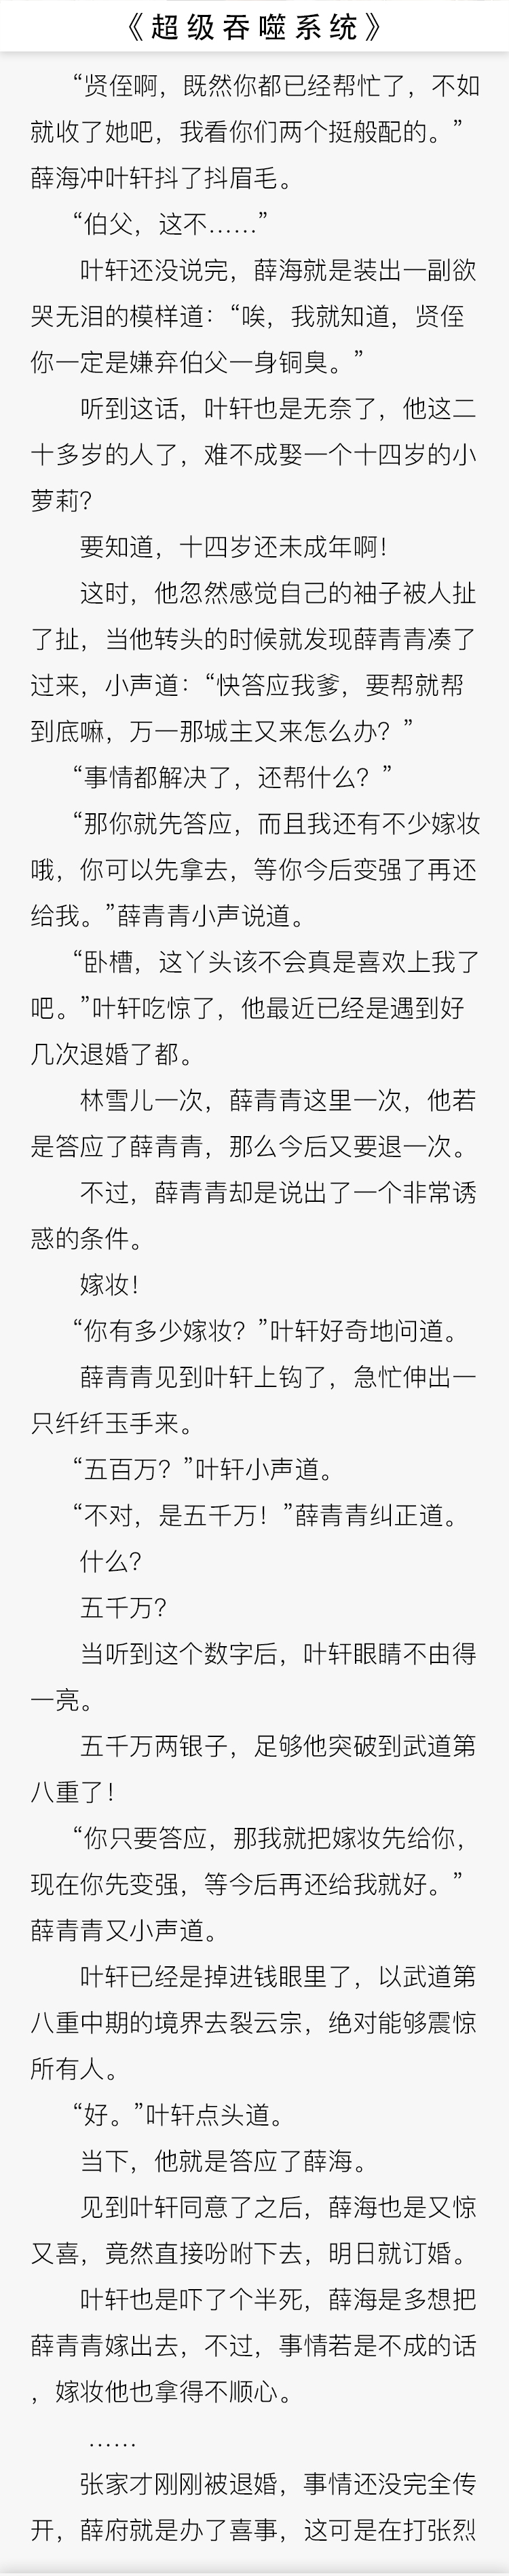 《超级吞噬系统》
“贤侄啊，既然你都已经帮忙了，不如
就收了她吧，我看你们两个挺般配的。”
薛海冲叶轩抖了抖眉毛。
“伯父，这不……”
叶轩还没说完，薛海就是装出一副欲
哭无泪的模样道：“唉，我就知道，贤侄
你一定是嫌弃伯父一身铜臭。”
听到这话，叶轩也是无奈了，他这二
十多岁的人了，难不成娶一个十四岁的小
萝莉？
要知道，十四岁还未成年啊！
这时，他忽然感觉自己的袖子被人扯
了扯，当他转头的时候就发现薛青青凑了
过来，小声道：“快答应我爹，要帮就帮
到底嘛，万一那城主又来怎么办？”
“事情都解决了，还帮什么？”
“那你就先答应，而且我还有不少嫁妆
哦，你可以先拿去，等你今后变强了再还
给我。”薛青青小声说道。
“卧槽，这丫头该不会真是喜欢上我了
吧。”叶轩吃惊了，他最近已经是遇到好
几次退婚了都。
林雪儿一次，薛青青这里一次，他若
是答应了薛青青，那么今后又要退一次。
不过，薛青青却是说出了一个非常诱
惑的条件。
嫁妆！
“你有多少嫁妆？”叶轩好奇地问道。
薛青青见到叶轩上钩了，急忙伸出一
只纤纤玉手来。
“五百万？”叶轩小声道。
“不对，是五千万！”薛青青纠正道。
什么？
五千万？
当听到这个数字后，叶轩眼睛不由得
一亮。
五千万两银子，足够他突破到武道第
八重了！
“你只要答应，那我就把嫁妆先给你，
现在你先变强，等今后再还给我就好。”
薛青青又小声道。
叶轩已经是掉进钱眼里了，以武道第
八重中期的境界去裂云宗，绝对能够震惊
所有人。
“好。”叶轩点头道。
当下，他就是答应了薛海。
见到叶轩同意了之后，薛海也是又惊
又喜，竟然直接吩咐下去，明日就订婚。
叶轩也是吓了个半死，薛海是多想把
薛青青嫁出去，不过，事情若是不成的话
，嫁妆他也拿得不顺心。
……
张家才刚刚被退婚，事情还没完全传
开，薛府就是办了喜事，这可是在打张烈